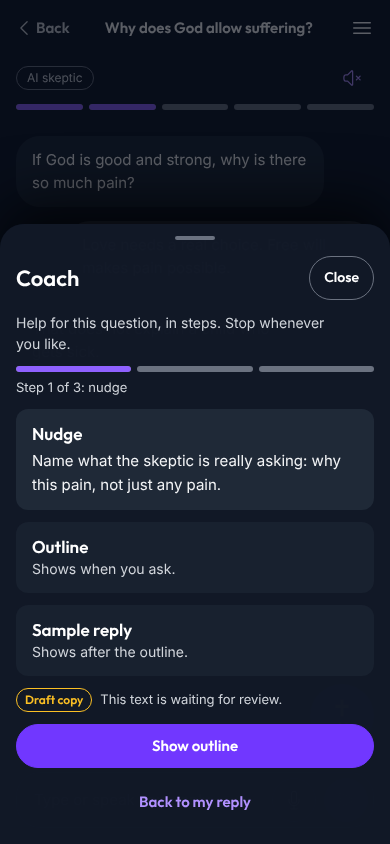 Back
Why does God allow suffering?
AI skeptic
If God is good and strong, why is there
so much pain?
Coach
Close
Help for this question, in steps. Stop whenever
you like.
Step 1 of 3: nudge
Nudge
Name what the skeptic is really asking: why
this pain, not just any pain.
Outline
Shows when you ask.
Sample reply
Shows after the outline.
Draft copy
This text is waiting for review.
Show outline
Back to my reply